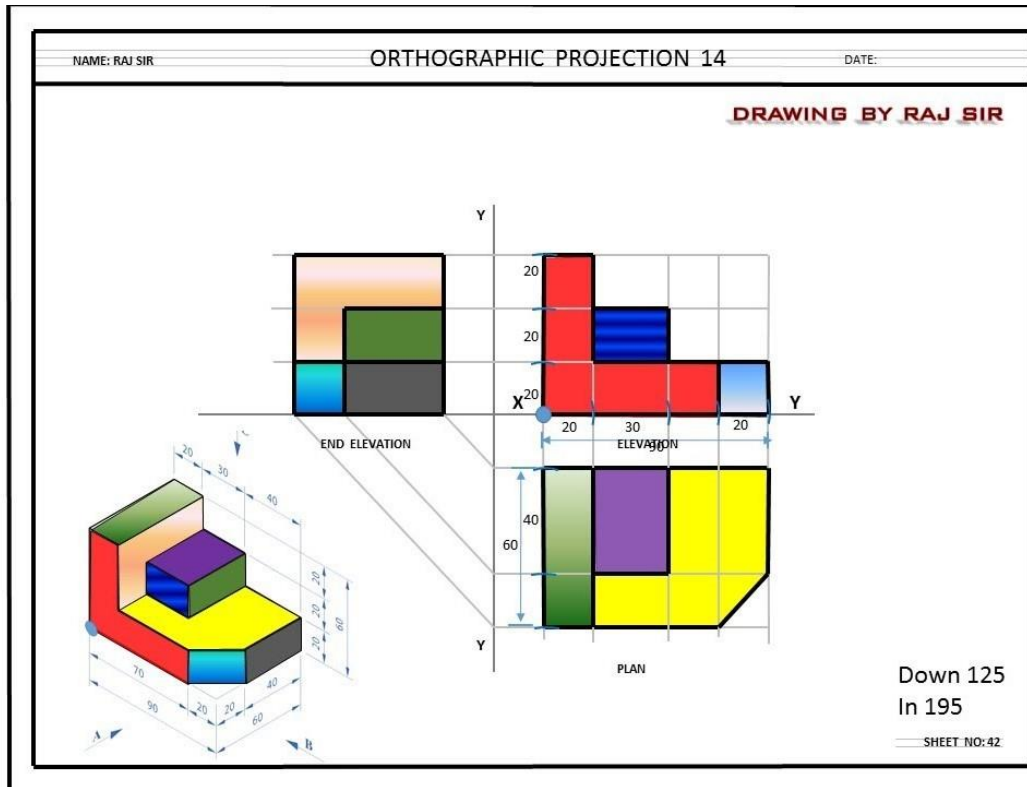 NAME: RAJ SIR
ORTHOGRAPHIC PROJECTION 14
DATE:
DRAWING BY RAJ SIR
Y
20
20
20
X
Y
20
30
20
END ELEVATION
ELEVATION
90
40
60
Y
PLAN
C
20
30
40
20
20
20
60
70
90
20
20
40
60
A
B
Down 125
In 195
SHEET NO: 42